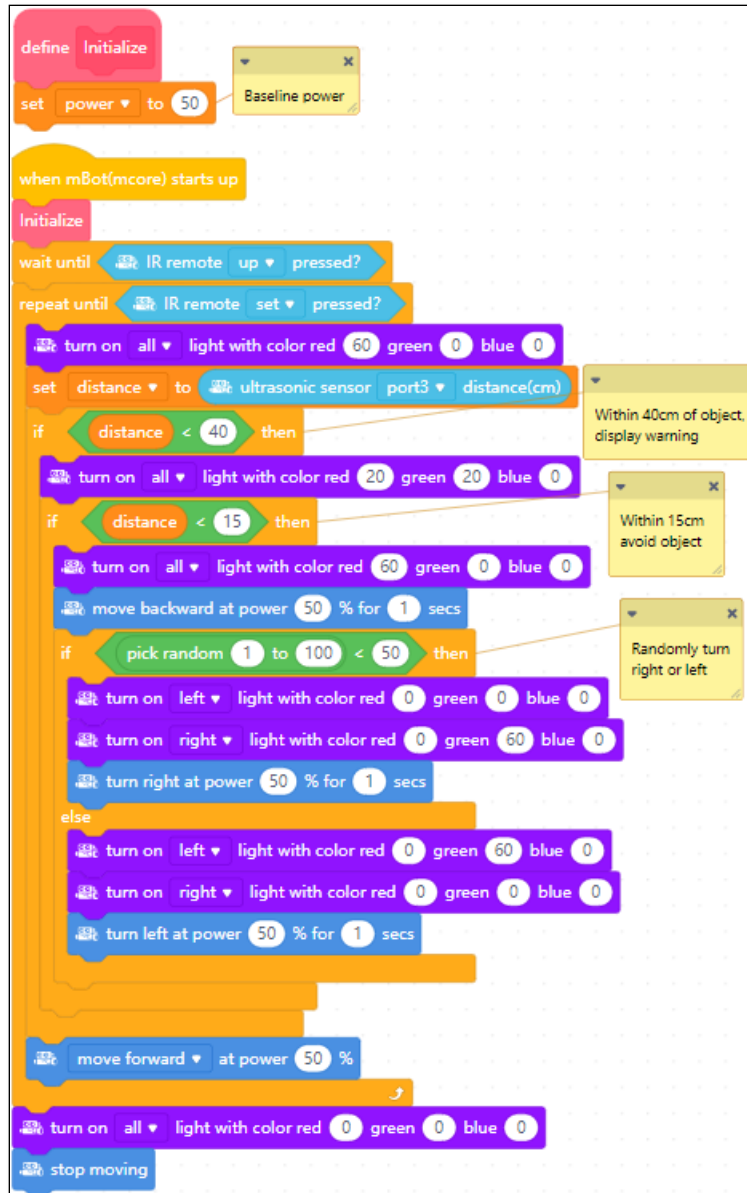 define Initialize
set power to 50
Baseline power
when mBot(mcore) starts up
Initialize
wait until IR remote up pressed?
repeat until IR remote set pressed?
turn on all light with color red 60 green 0 blue 0
set distance to ultrasonic sensor port3 distance(cm)
if distance < 40 then
Within 40cm of object,
display warning
turn on all light with color red 20 green 20 blue 0
if distance < 15 then
Within 15cm
avoid object
turn on all light with color red 60 green 0 blue 0
move backward at power 50 % for 1 secs
if pick random 1 to 100 < 50 then
Randomly turn
right or left
turn on left light with color red 0 green 0 blue 0
turn on right light with color red 0 green 60 blue 0
turn right at power 50 % for 1 secs
else
turn on left light with color red 0 green 60 blue 0
turn on right light with color red 0 green 0 blue 0
turn left at power 50 % for 1 secs
move forward at power 50 %
turn on all light with color red 0 green 0 blue 0
stop moving